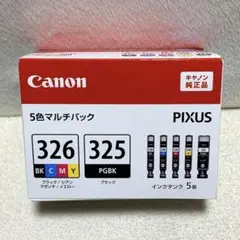 Canon
キヤノン
純正品
5色マルチパック
PIXUS
326
BK C M Y
ブラック/シアン
マゼンタ/イエロー
325
PGBK
ブラック
インクタンク 5個